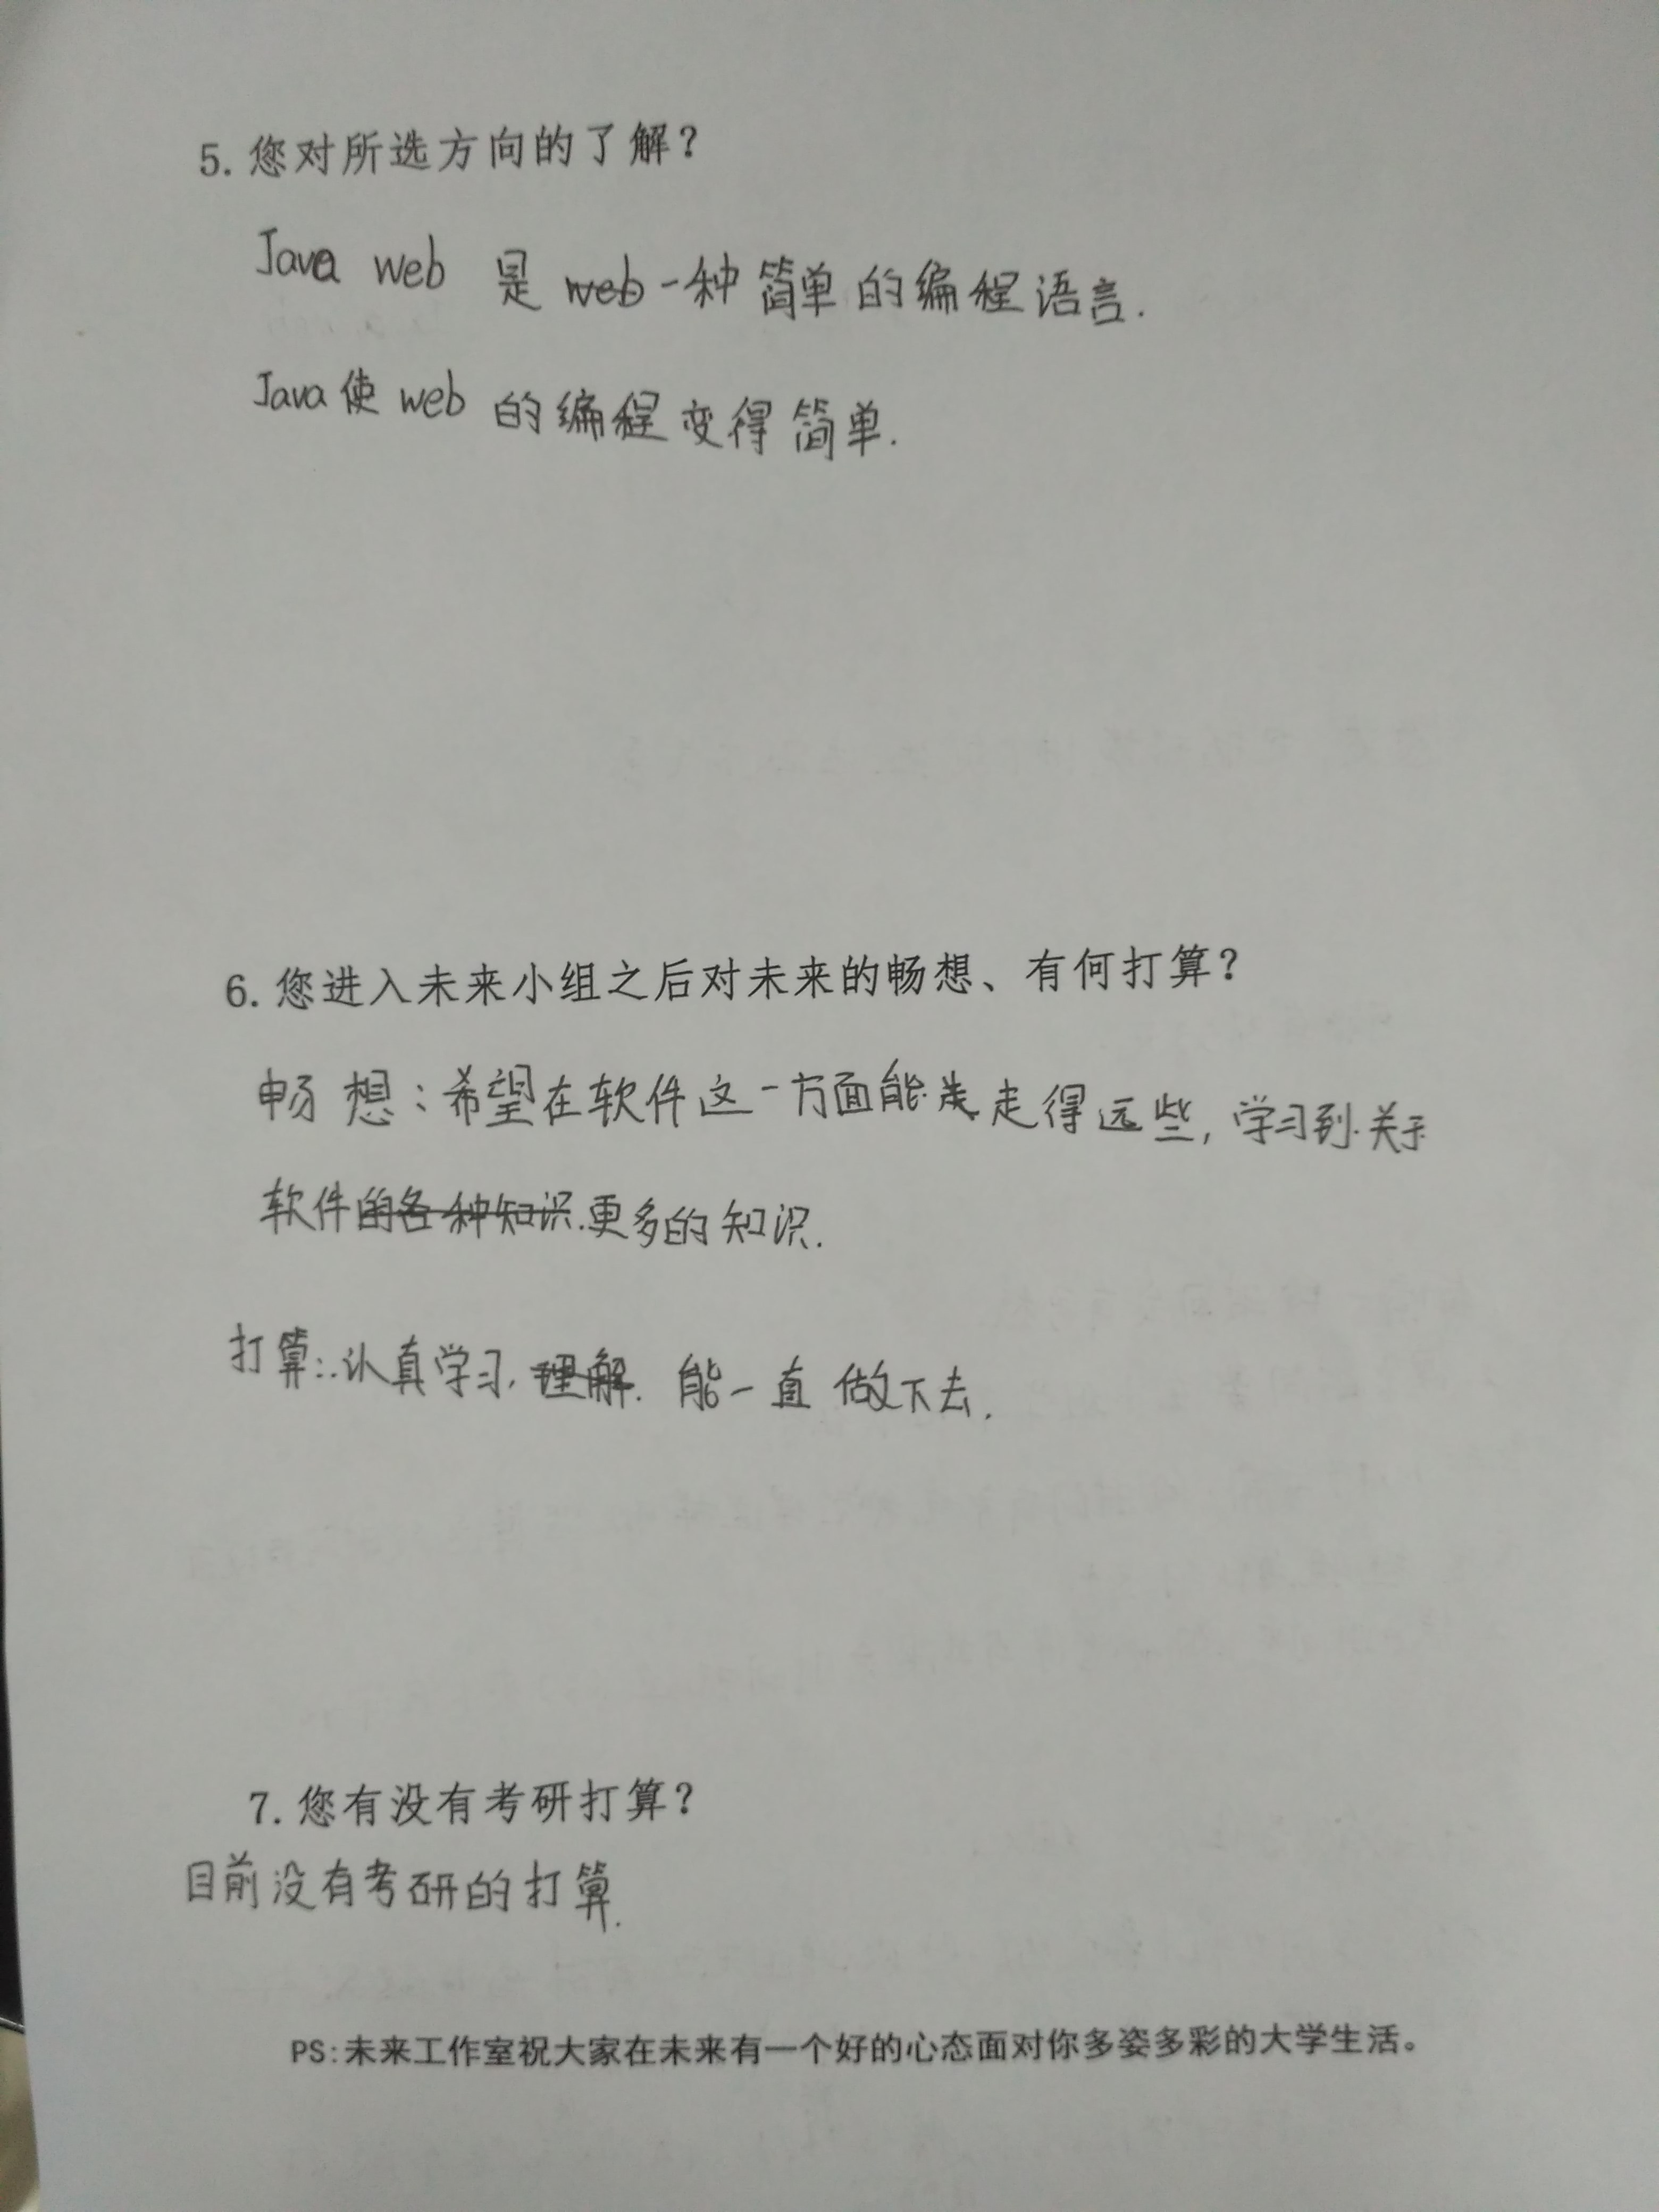 5. 您对所选方向的了解？
Java web 是 web 一种简单的编程语言.
Java使 web 的编程变得简单.
6. 您进入未来小组之后对未来的畅想、有何打算？
畅想：希望在软件这一方面能走得远些, 学习到关于
软件的各种知识.更多的知识.
打算：认真学习, 理解. 能一直做下去.
7. 您有没有考研打算？
目前没有考研的打算.
PS:未来工作室祝大家在未来有一个好的心态面对你多姿多彩的大学生活。